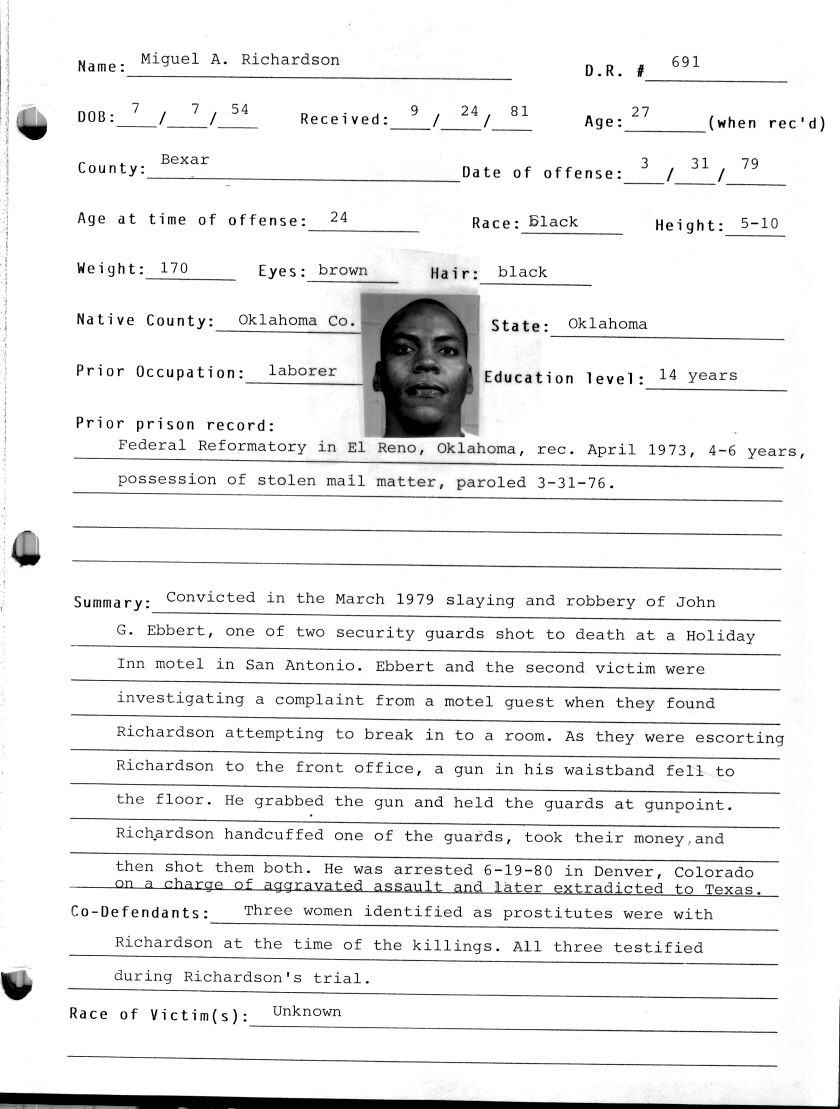 Name: Miguel A. Richardson D.R. # 691
DOB: 7 / 7 / 54 Received: 9 / 24 / 81 Age: 27 (when rec'd)
County: Bexar Date of offense: 3 / 31 / 79
Age at time of offense: 24 Race: Black Height: 5-10
Weight: 170 Eyes: brown Hair: black
Native County: Oklahoma Co. State: Oklahoma
Prior Occupation: laborer Education level: 14 years
Prior prison record:
Federal Reformatory in El Reno, Oklahoma, rec. April 1973, 4-6 years,
possession of stolen mail matter, paroled 3-31-76.
Summary: Convicted in the March 1979 slaying and robbery of John
G. Ebbert, one of two security guards shot to death at a Holiday
Inn motel in San Antonio. Ebbert and the second victim were
investigating a complaint from a motel guest when they found
Richardson attempting to break in to a room. As they were escorting
Richardson to the front office, a gun in his waistband fell to
the floor. He grabbed the gun and held the guards at gunpoint.
Richardson handcuffed one of the guards, took their money,and
then shot them both. He was arrested 6-19-80 in Denver, Colorado
on a charge of aggravated assault and later extradicted to Texas.
Co-Defendants: Three women identified as prostitutes were with
Richardson at the time of the killings. All three testified
during Richardson's trial.
Race of Victim(s): Unknown